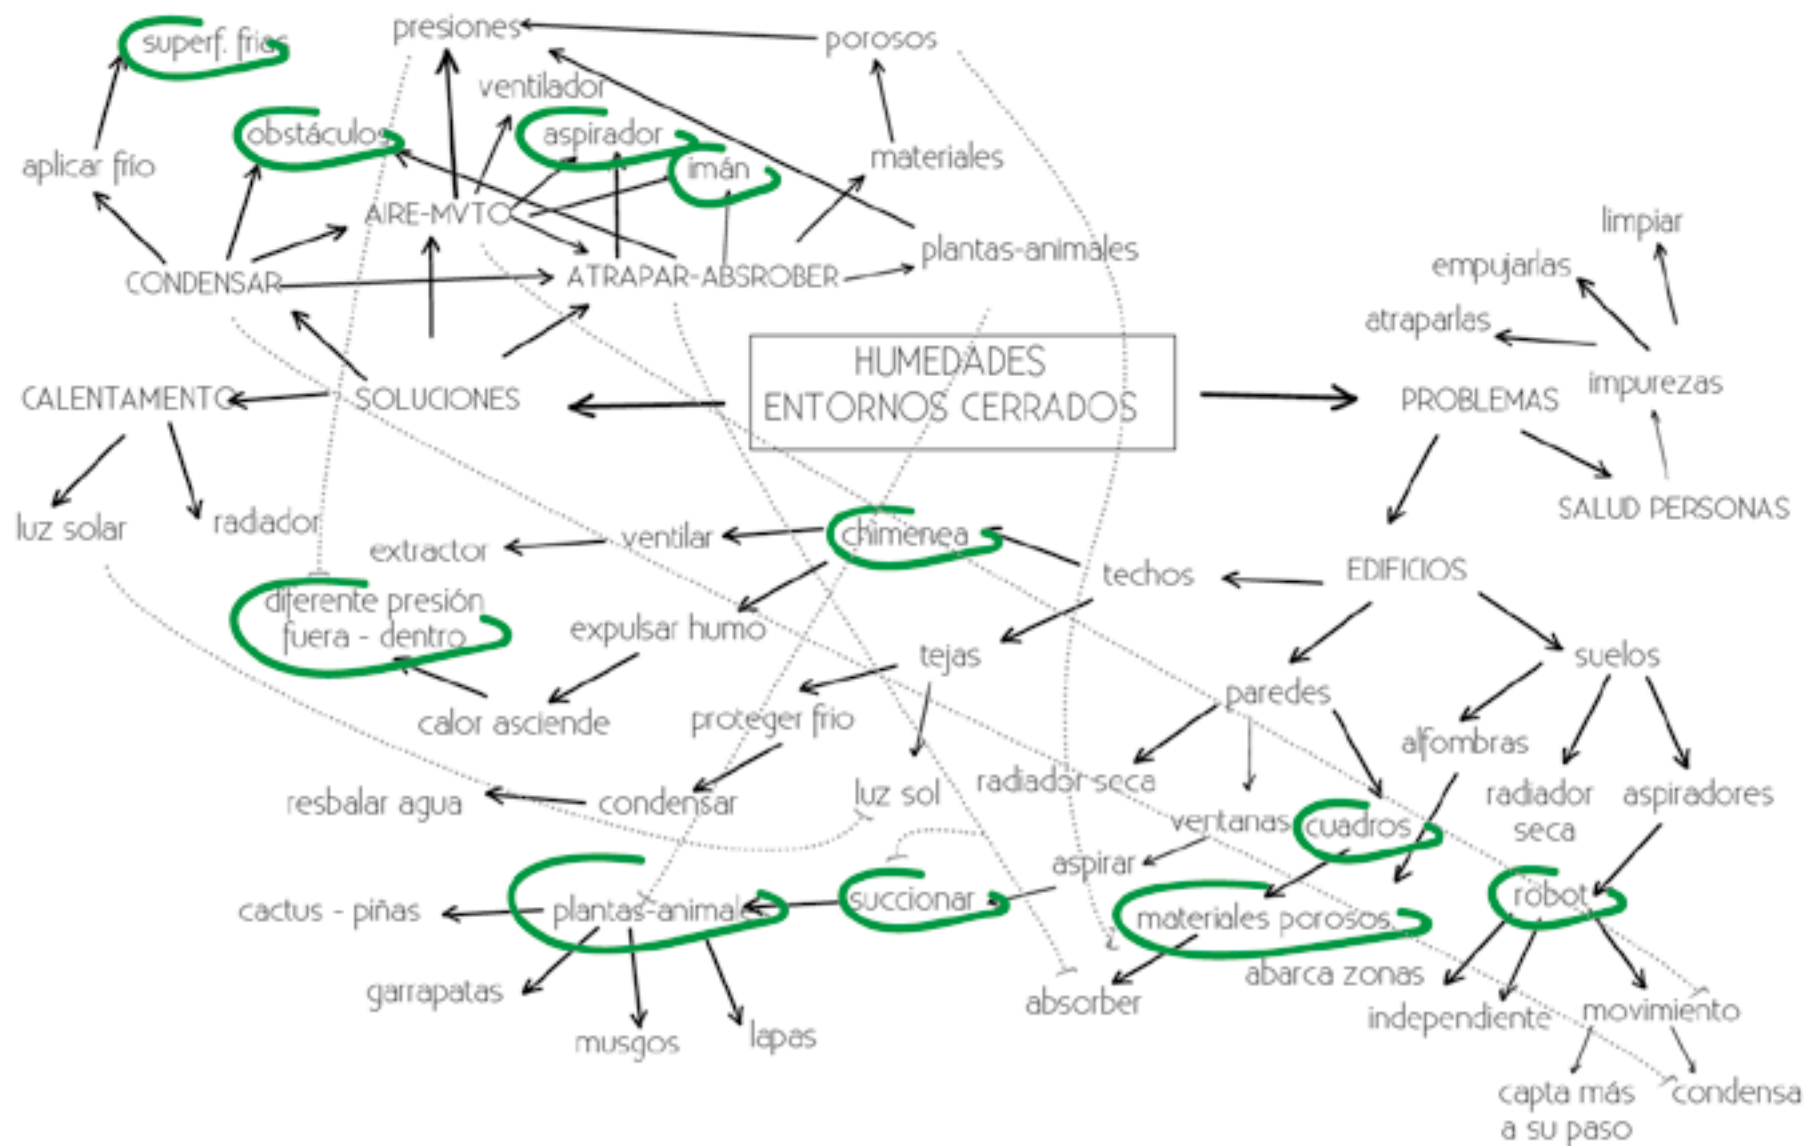 superf. frias
presiones
porosos
ventilador
obstáculos
aspirador
aplicar frío
imán
materiales
AIRE-MVTO
limpiar
plantas-animales
empujarlas
CONDENSAR
ATRAPAR-ABSROBER
atraparlas
HUMEDADES
ENTORNOS CERRADOS
impurezas
CALENTAMENTO
SOLUCIONES
PROBLEMAS
luz solar
radiador
SALUD PERSONAS
extractor
ventilar
chimenea
techos
EDIFICIOS
diferente presión
fuera - dentro
expulsar humo
tejas
suelos
paredes
calor asciende
proteger frio
alfombras
radiador seca
resbalar agua
condensar
luz sol
radiador
seca
aspiradores
ventanas
cuadros
aspirar
cactus - piñas
plantas-animales
succionar
materiales porosos
robot
abarca zonas
garrapatas
absorber
independiente
movimiento
musgos
lapas
capta más
a su paso
condensa